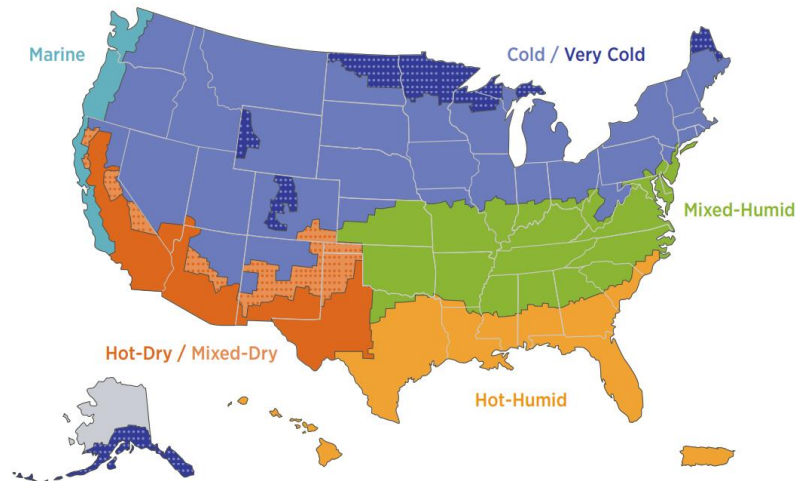 Marine
Cold / Very Cold
Mixed-Humid
Hot-Dry / Mixed-Dry
Hot-Humid